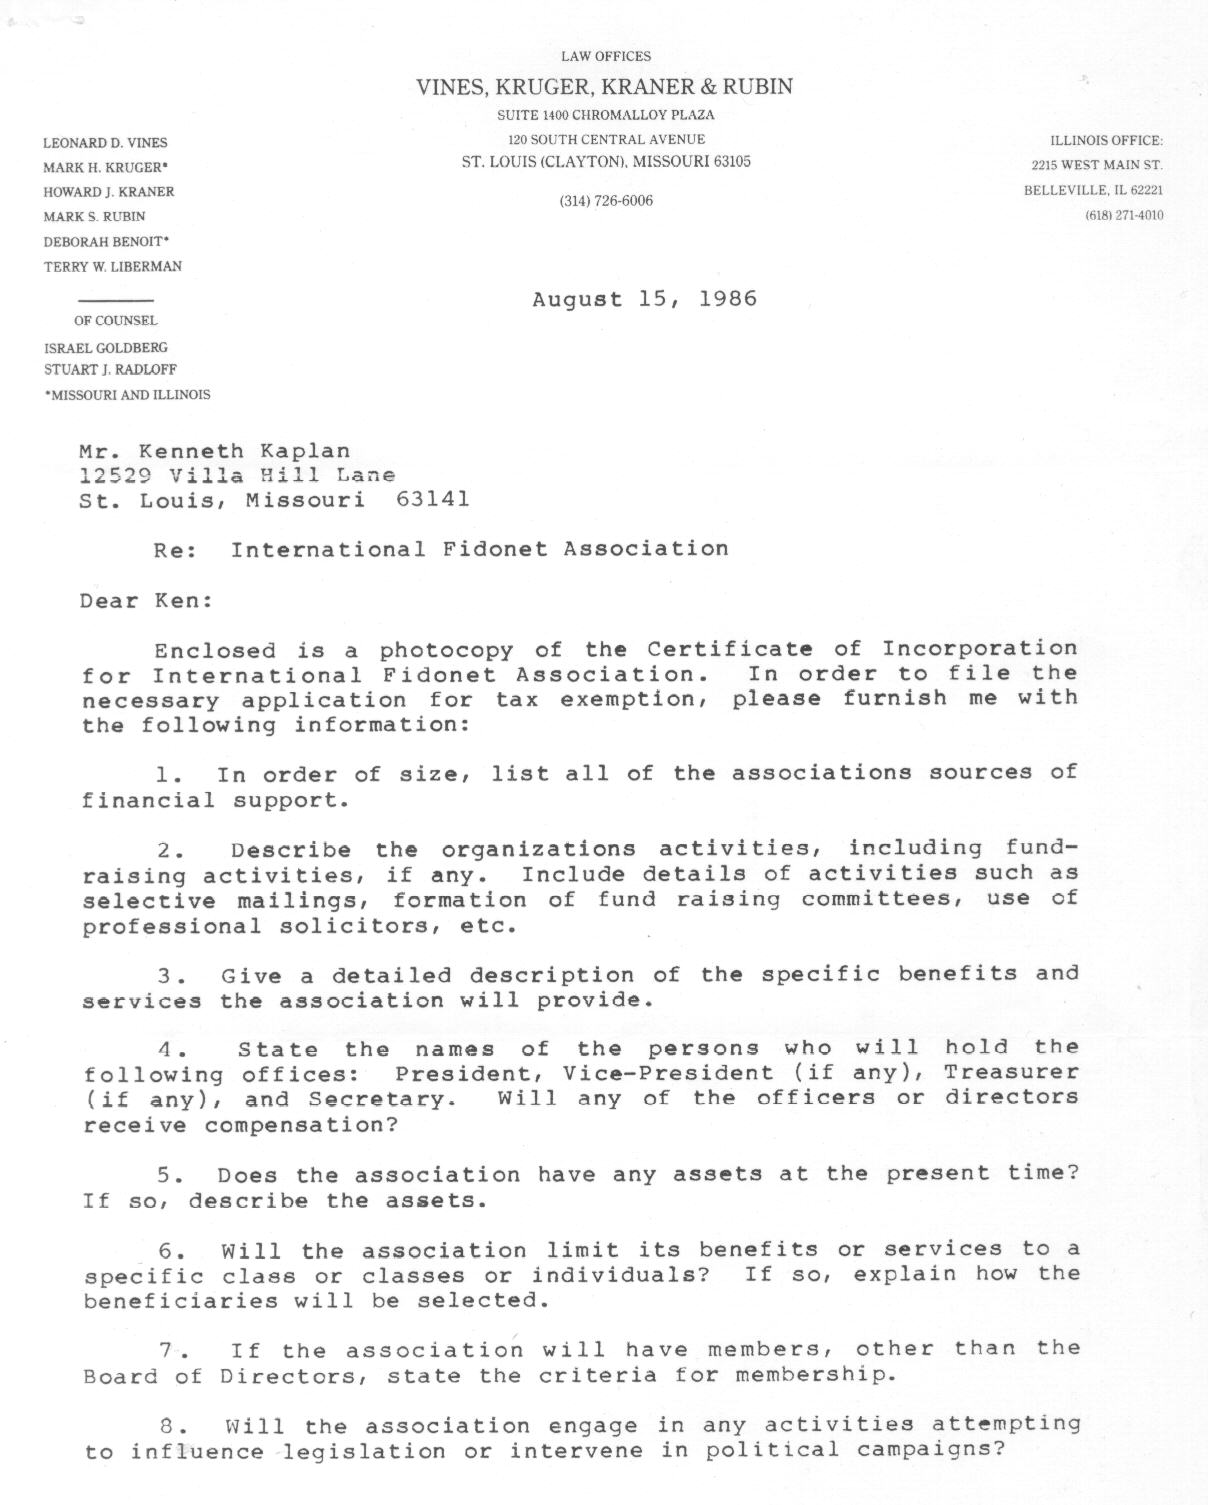 LAW OFFICES
VINES, KRUGER, KRANER & RUBIN
SUITE 1400 CHROMALLOY PLAZA
120 SOUTH CENTRAL AVENUE
ST. LOUIS (CLAYTON), MISSOURI 63105
(314) 726-6006
LEONARD D. VINES
MARK H. KRUGER*
HOWARD J. KRANER
MARK S. RUBIN
DEBORAH BENOIT*
TERRY W. LIBERMAN
OF COUNSEL
ISRAEL GOLDBERG
STUART J. RADLOFF
*MISSOURI AND ILLINOIS
ILLINOIS OFFICE:
2215 WEST MAIN ST.
BELLEVILLE, IL 62221
(618) 271-4010
August 15, 1986
Mr. Kenneth Kaplan
12529 Villa Hill Lane
St. Louis, Missouri  63141
Re:  International Fidonet Association
Dear Ken:
Enclosed is a photocopy of the Certificate of Incorporation
for International Fidonet Association.  In order to file the
necessary application for tax exemption, please furnish me with
the following information:
1.  In order of size, list all of the associations sources of
financial support.
2.  Describe the organizations activities, including fund-
raising activities, if any.  Include details of activities such as
selective mailings, formation of fund raising committees, use of
professional solicitors, etc.
3.  Give a detailed description of the specific benefits and
services the association will provide.
4.  State the names of the persons who will hold the
following offices:  President, Vice-President (if any), Treasurer
(if any), and Secretary.  Will any of the officers or directors
receive compensation?
5.  Does the association have any assets at the present time?
If so, describe the assets.
6.  Will the association limit its benefits or services to a
specific class or classes or individuals?  If so, explain how the
beneficiaries will be selected.
7.  If the association will have members, other than the
Board of Directors, state the criteria for membership.
8.  Will the association engage in any activities attempting
to influence legislation or intervene in political campaigns?